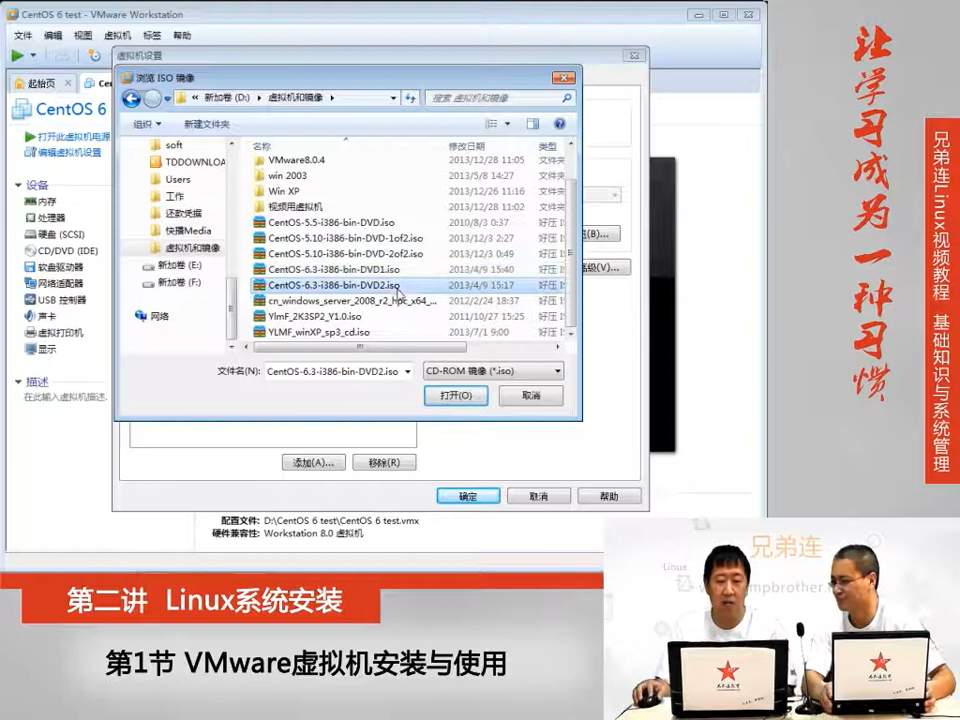 CentOS 6 test - VMware Workstation
文件 编辑 视图 虚拟机 标签 帮助
虚拟机设置
起始页
浏览 ISO 镜像
« 新加卷 (D:) 虚拟机和镜像
搜索 虚拟机和镜像
CentOS 6
组织 新建文件夹
打开此虚拟机电源
编辑虚拟机设置
设备
内存
处理器
硬盘 (SCSI)
CD/DVD (IDE)
软盘驱动器
网络适配器
USB 控制器
声卡
虚拟打印机
显示
描述
在此输入虚拟机描述.
soft
TDDOWNLOA
Users
工作
还款凭据
快播Media
虚拟机和镜像
新加卷 (E:)
新加卷 (F:)
网络
名称 修改日期 类型
VMware8.0.4 2013/12/28 11:05 文件夹
win 2003 2013/5/8 14:27 文件夹
Win XP 2013/12/26 11:16 文件夹
视频用虚拟机 2013/12/28 11:02 文件夹
CentOS-5.5-i386-bin-DVD.iso 2010/8/3 0:37 好压 I
CentOS-5.10-i386-bin-DVD-1of2.iso 2013/12/3 2:27 好压 I
CentOS-5.10-i386-bin-DVD-2of2.iso 2013/12/3 0:49 好压 I
CentOS-6.3-i386-bin-DVD1.iso 2013/4/9 15:40 好压 I
CentOS-6.3-i386-bin-DVD2.iso 2013/4/9 15:17 好压 I
cn_windows_server_2008_r2_hpc_x64_... 2012/2/24 18:37 好压 I
YlmF_2K3SP2_Y1.0.iso 2011/10/27 15:25 好压 I
YLMF_winXP_sp3_cd.iso 2013/7/1 9:00 好压 I
文件名(N): CentOS-6.3-i386-bin-DVD2.iso CD-ROM 镜像 (*.iso)
打开(O) 取消
(B)...
级(V)...
添加(A)... 移除(R)
确定 取消 帮助
配置文件: D:\CentOS 6 test\CentOS 6 test.vmx
硬件兼容性: Workstation 8.0 虚拟机
让学习成为一种习惯
兄弟连Linux视频教程 基础知识与系统管理
第二讲 Linux系统安装
第1节 VMware虚拟机安装与使用
兄弟连
Linux
mpbrother.